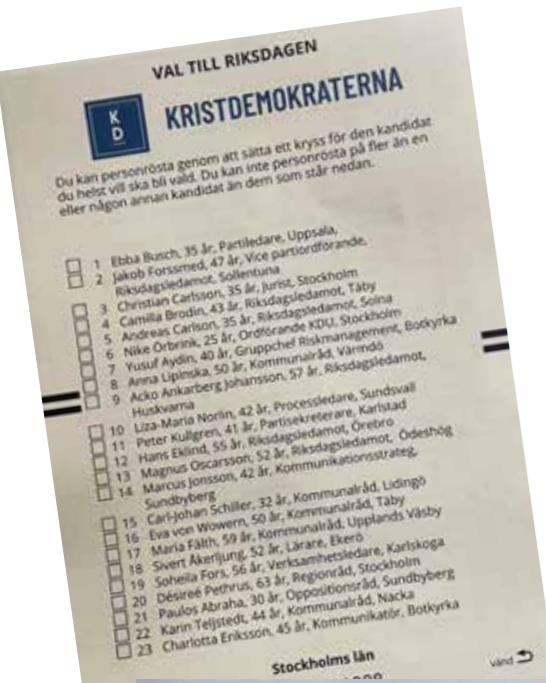 VAL TILL RIKSDAGEN
K
D
KRISTDEMOKRATERNA
Du kan personrösta genom att sätta ett kryss för den kandidat
du helst vill ska bli vald. Du kan inte personrösta på fler än en
eller någon annan kandidat än dem som står nedan.
1 Ebba Busch, 35 år, Partiledare, Uppsala,
2 Jakob Forssmed, 47 år, Vice partiordförande,
Riksdagsledamot, Sollentuna
3 Christian Carlsson, 35 år, Jurist, Stockholm
4 Camilla Brodin, 43 år, Riksdagsledamot, Täby
5 Andreas Carlson, 35 år, Riksdagsledamot, Solna
6 Nike Örbrink, 25 år, Ordförande KDU, Stockholm
7 Yusuf Aydin, 40 år, Gruppchef Riskmanagement, Botkyrka
8 Anna Lipinska, 50 år, Kommunalråd, Värmdö
9 Acko Ankarberg Johansson, 57 år, Riksdagsledamot,
Huskvarna
10 Liza-Maria Norlin, 42 år, Processledare, Sundsvall
11 Peter Kullgren, 41 år, Partisekreterare, Karlstad
12 Hans Eklind, 55 år, Riksdagsledamot, Örebro
13 Magnus Oscarsson, 52 år, Riksdagsledamot, Ödeshög
14 Marcus Jonsson, 42 år, Kommunikationsstrateg,
Sundbyberg
15 Carl-Johan Schiller, 32 år, Kommunalråd, Lidingö
16 Eva von Wowern, 50 år, Kommunalråd, Täby
17 Maria Fälth, 59 år, Kommunalråd, Upplands Väsby
18 Sivert Åkerljung, 52 år, Lärare, Ekerö
19 Soheila Fors, 56 år, Verksamhetsledare, Karlskoga
20 Désireé Pethrus, 63 år, Regionråd, Stockholm
21 Paulos Abraha, 30 år, Oppositionsråd, Sundbyberg
22 Karin Teljstedt, 44 år, Kommunalråd, Nacka
23 Charlotta Eriksson, 45 år, Kommunikatör, Botkyrka
Stockholms län
vänd